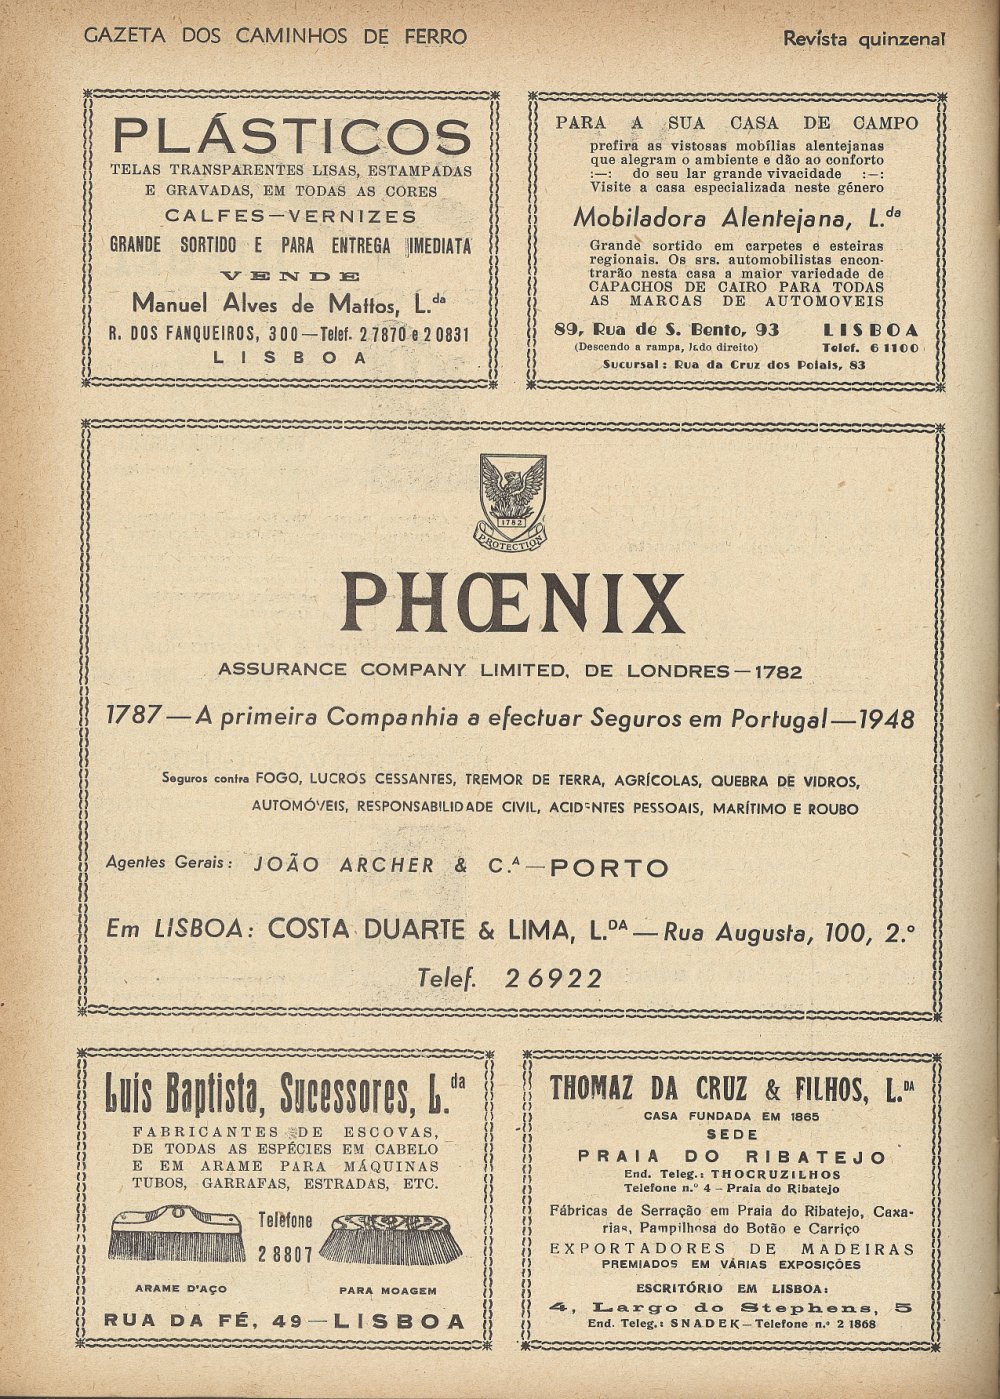 GAZETA DOS CAMINHOS DE FERRO
Revista quinzenal
PLÁSTICOS
TELAS TRANSPARENTES LISAS, ESTAMPADAS
E GRAVADAS, EM TODAS AS CORES
CALFES—VERNIZES
GRANDE SORTIDO E PARA ENTREGA IMEDIATA
VENDE
Manuel Alves de Mattos, L.da
R. DOS FANQUEIROS, 300—Telef. 2 7870 e 2 0831
LISBOA
PARA A SUA CASA DE CAMPO
prefira as vistosas mobílias alentejanas
que alegram o ambiente e dão ao conforto
:—: do seu lar grande vivacidade :—:
Visite a casa especializada neste género
Mobiladora Alentejana, L.da
Grande sortido em carpetes e esteiras
regionais. Os srs. automobilistas encon-
trarão nesta casa a maior variedade de
CAPACHOS DE CAIRO PARA TODAS
AS MARCAS DE AUTOMOVEIS
89, Rua de S. Bento, 93 LISBOA
(Descendo a rampa, lado direito) Telef. 6 1100
Sucursal: Rua da Cruz dos Poiais, 83
1782
PROTECTION
PHŒNIX
ASSURANCE COMPANY LIMITED, DE LONDRES—1782
1787—A primeira Companhia a efectuar Seguros em Portugal—1948
Seguros contra FOGO, LUCROS CESSANTES, TREMOR DE TERRA, AGRÍCOLAS, QUEBRA DE VIDROS,
AUTOMÓVEIS, RESPONSABILIDADE CIVIL, ACIDENTES PESSOAIS, MARÍTIMO E ROUBO
Agentes Gerais: JOÃO ARCHER & C.A—PORTO
Em LISBOA: COSTA DUARTE & LIMA, L.DA—Rua Augusta, 100, 2.º
Telef. 2 6922
Luís Baptista, Sucessores, L.da
FABRICANTES DE ESCOVAS,
DE TODAS AS ESPÉCIES EM CABELO
E EM ARAME PARA MÁQUINAS
TUBOS, GARRAFAS, ESTRADAS, ETC.
Telefone
2 8807
ARAME D'AÇO
PARA MOAGEM
RUA DA FÉ, 49—LISBOA
THOMAZ DA CRUZ & FILHOS, L.DA
CASA FUNDADA EM 1865
SEDE
PRAIA DO RIBATEJO
End. Teleg.: THOCRUZILHOS
Telefone n.º 4 – Praia do Ribatejo
Fábricas de Serração em Praia do Ribatejo, Caxa-
rias, Pampilhosa do Botão e Carriço
EXPORTADORES DE MADEIRAS
PREMIADOS EM VÁRIAS EXPOSIÇÕES
ESCRITÓRIO EM LISBOA:
4, Largo do Stephens, 5
End. Teleg.: SNADEK—Telefone n.º 2 1868